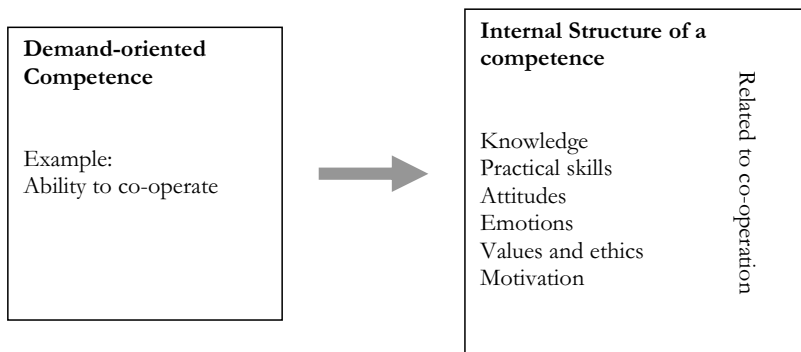 Demand-oriented
Competence
Example:
Ability to co-operate
Internal Structure of a
competence
Knowledge
Practical skills
Attitudes
Emotions
Values and ethics
Motivation
Related to co-operation